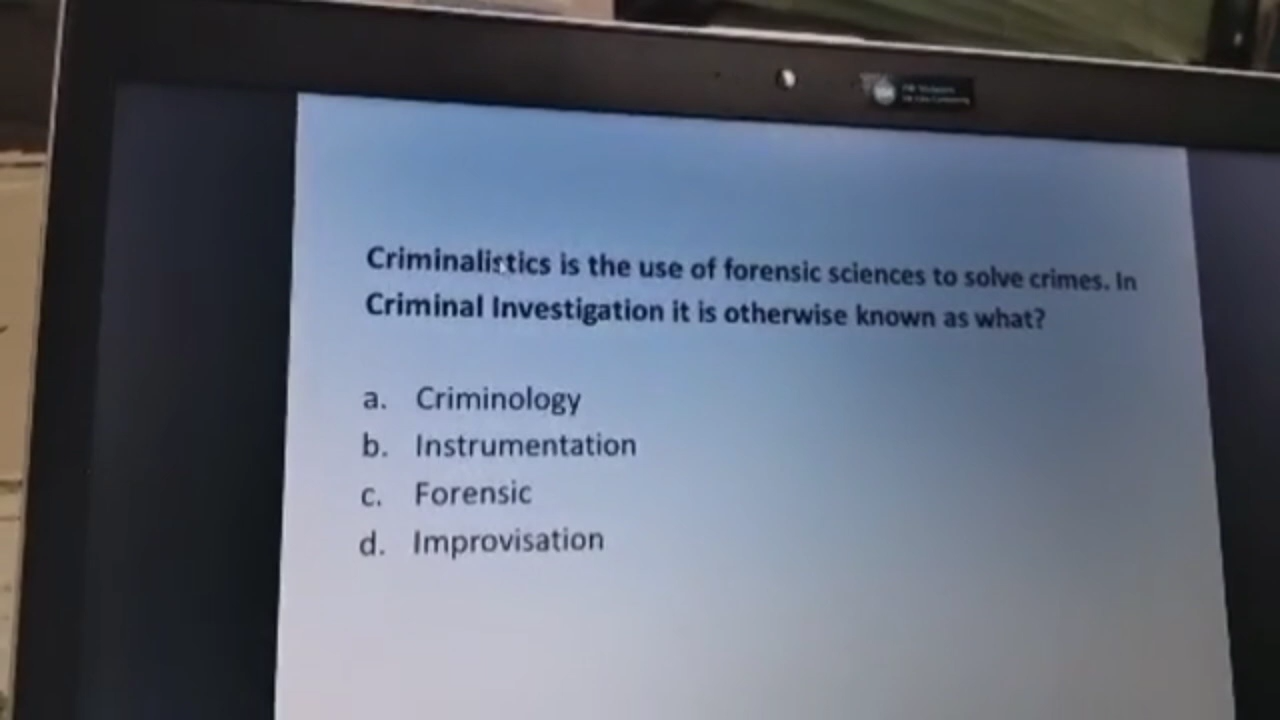 Criminalistics is the use of forensic sciences to solve crimes. In
Criminal Investigation it is otherwise known as what?
a. Criminology
b. Instrumentation
c. Forensic
d. Improvisation